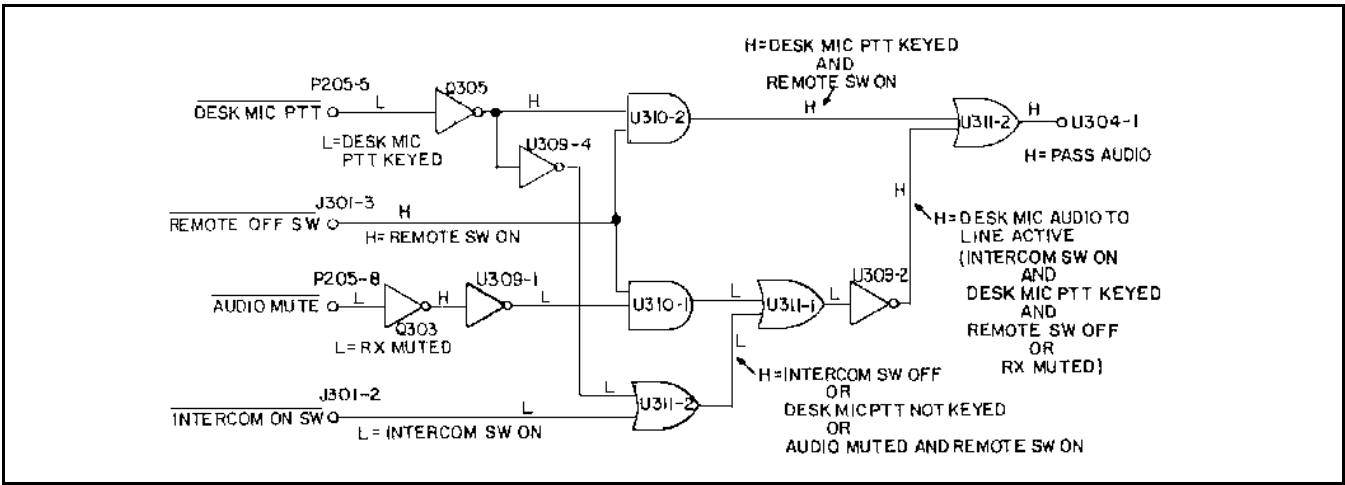 H=DESK MIC PTT KEYED
AND
REMOTE SW ON
H
P205-5
Q305
DESK MIC PTT
L
H
U310-2
U311-2
H
U304-1
L=DESK MIC
PTT KEYED
U309-4
H=PASS AUDIO
J301-3
REMOTE OFF SW
H
H=REMOTE SW ON
H
H=DESK MIC AUDIO TO
LINE ACTIVE
(INTERCOM SW ON
AND
DESK MIC PTT KEYED
AND
REMOTE SW OFF
OR
RX MUTED)
P205-8
U309-1
U309-2
AUDIO MUTE
L
H
L
U310-1
L
U311-1
L
Q303
L=RX MUTED
L
H=INTERCOM SW OFF
OR
DESK MIC PTT NOT KEYED
OR
AUDIO MUTED AND REMOTE SW ON
J301-2
L
U311-2
INTERCOM ON SW
L
L=INTERCOM SW ON